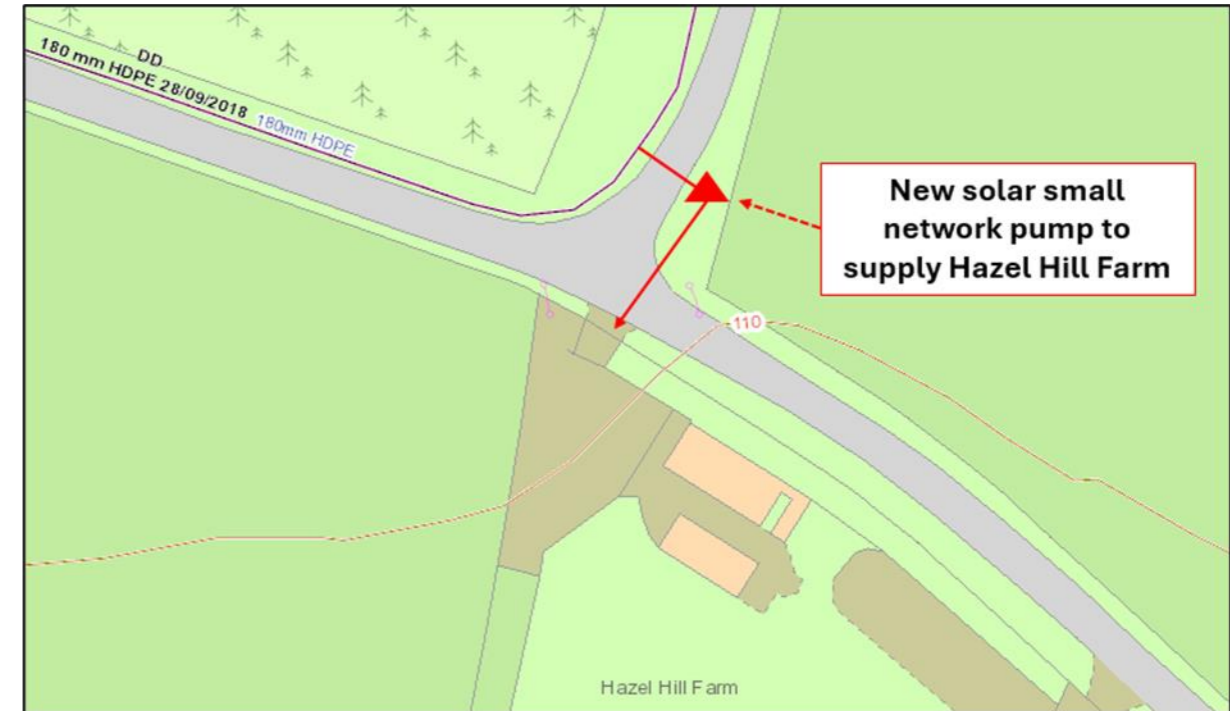 DD
180 mm HDPE 28/09/2018
180mm HDPE
New solar small
network pump to
supply Hazel Hill Farm
110
Hazel Hill Farm